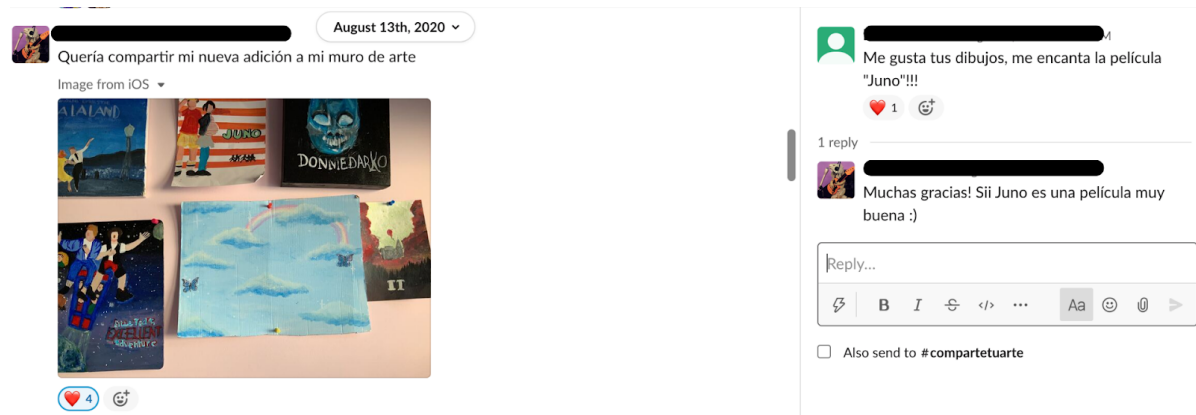 August 13th, 2020
Quería compartir mi nueva adición a mi muro de arte
Image from iOS
A LA LAND
JUNO
DONNIE DARKO
EXCELLENT
adventure
II
4
M
Me gusta tus dibujos, me encanta la película
"Juno"!!!
1
1 reply
Muchas gracias! Sii Juno es una película muy
buena :)
Reply...
B I S </> ... Aa
Also send to #compartetuarte